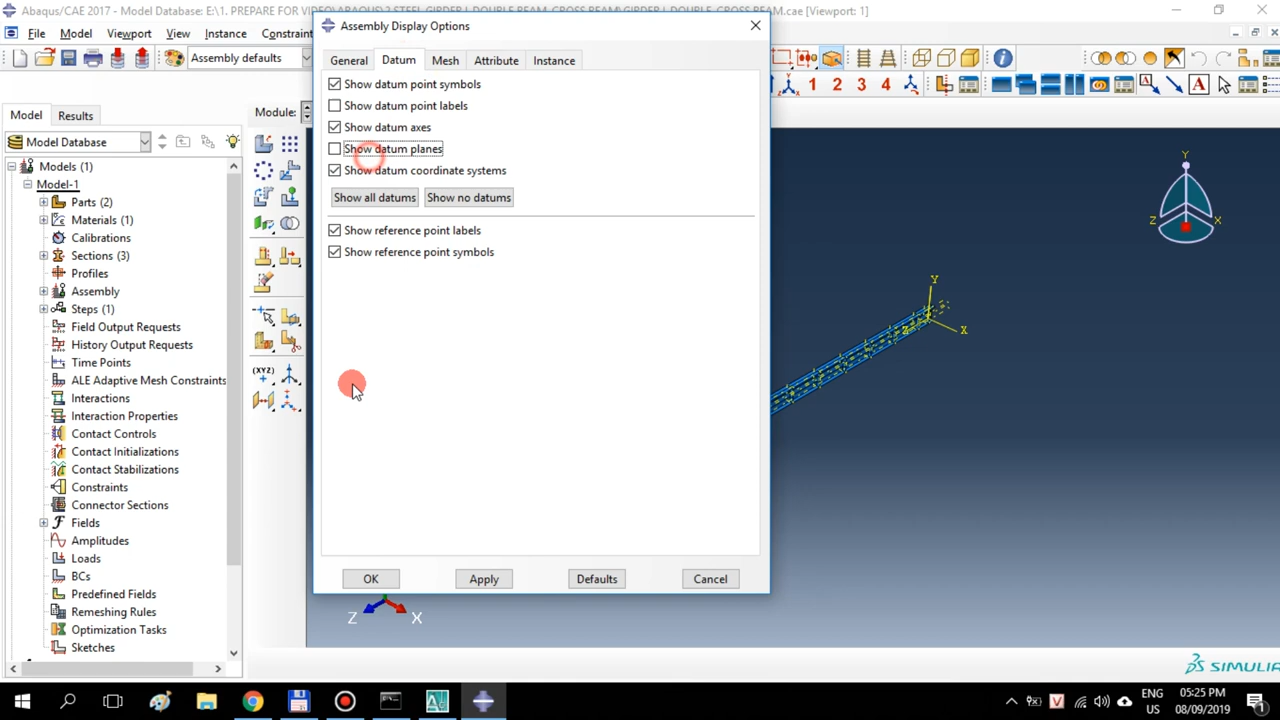 Abaqus/CAE 2017 - Model Database: E:\1. PREPARE FOR VIDEO\ABAQUS\2 STEEL GIRDER I_DOUBLE_BEAM_CROSS BEAM\GIRDER I_DOUBLE_CROSS_BEAM.cae [Viewport: 1]
File Model Viewport View Instance Constraint
Assembly Display Options
Assembly defaults
General Datum Mesh Attribute Instance
Show datum point symbols
1 2 3
A
Show datum point labels
Model Results
Module:
Show datum axes
Model Database
Show datum planes
Models (1)
Show datum coordinate systems
Model-1
Show all datums Show no datums
Parts (2)
Materials (1)
Show reference point labels
Calibrations
Sections (3)
Show reference point symbols
Profiles
Assembly
Steps (1)
Field Output Requests
History Output Requests
Time Points
ALE Adaptive Mesh Constraints
(XYZ)
Interactions
Interaction Properties
Contact Controls
Contact Initializations
Contact Stabilizations
Constraints
Connector Sections
Fields
Amplitudes
Loads
BCs
Predefined Fields
Remeshing Rules
Optimization Tasks
Sketches
OK Apply Defaults Cancel
Y
Z X
Y
Z X
Z X
SIMULIA
ENG 05:25 PM
US 08/09/2019